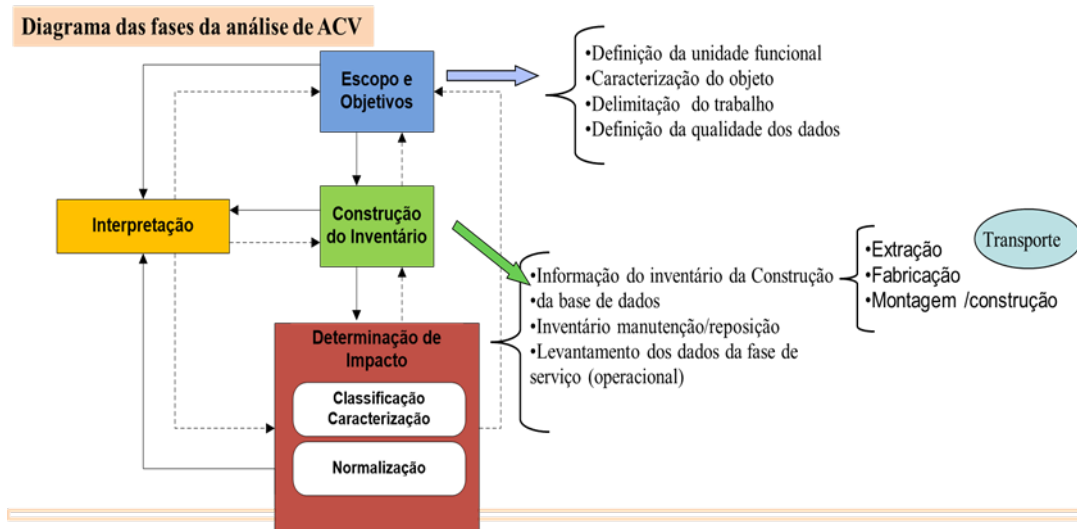 Diagrama das fases da análise de ACV
Escopo e
Objetivos
•Definição da unidade funcional
•Caracterização do objeto
•Delimitação do trabalho
•Definição da qualidade dos dados
Interpretação
Construção
do Inventário
•Informação do inventário da Construção
•da base de dados
•Inventário manutenção/reposição
•Levantamento dos dados da fase de
serviço (operacional)
•Extração
•Fabricação
•Montagem /construção
Transporte
Determinação de
Impacto
Classificação
Caracterização
Normalização